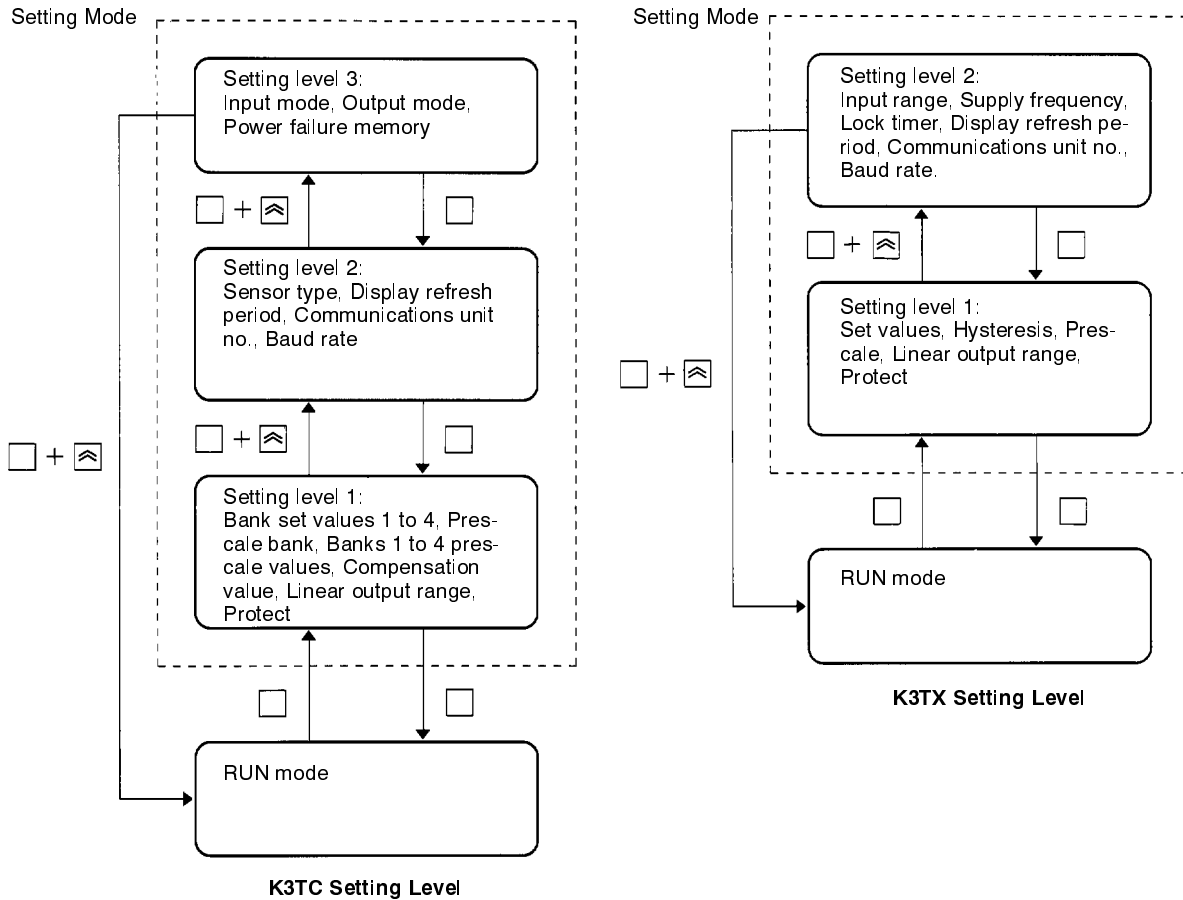 Setting Mode
Setting level 3:
Input mode, Output mode,
Power failure memory
+
Setting level 2:
Sensor type, Display refresh
period, Communications unit
no., Baud rate
+
+
Setting level 1:
Bank set values 1 to 4, Pres-
cale bank, Banks 1 to 4 pres-
cale values, Compensation
value, Linear output range,
Protect
RUN mode
K3TC Setting Level
Setting Mode
Setting level 2:
Input range, Supply frequency,
Lock timer, Display refresh pe-
riod, Communications unit no.,
Baud rate.
+
Setting level 1:
Set values, Hysteresis, Pres-
cale, Linear output range,
Protect
+
RUN mode
K3TX Setting Level